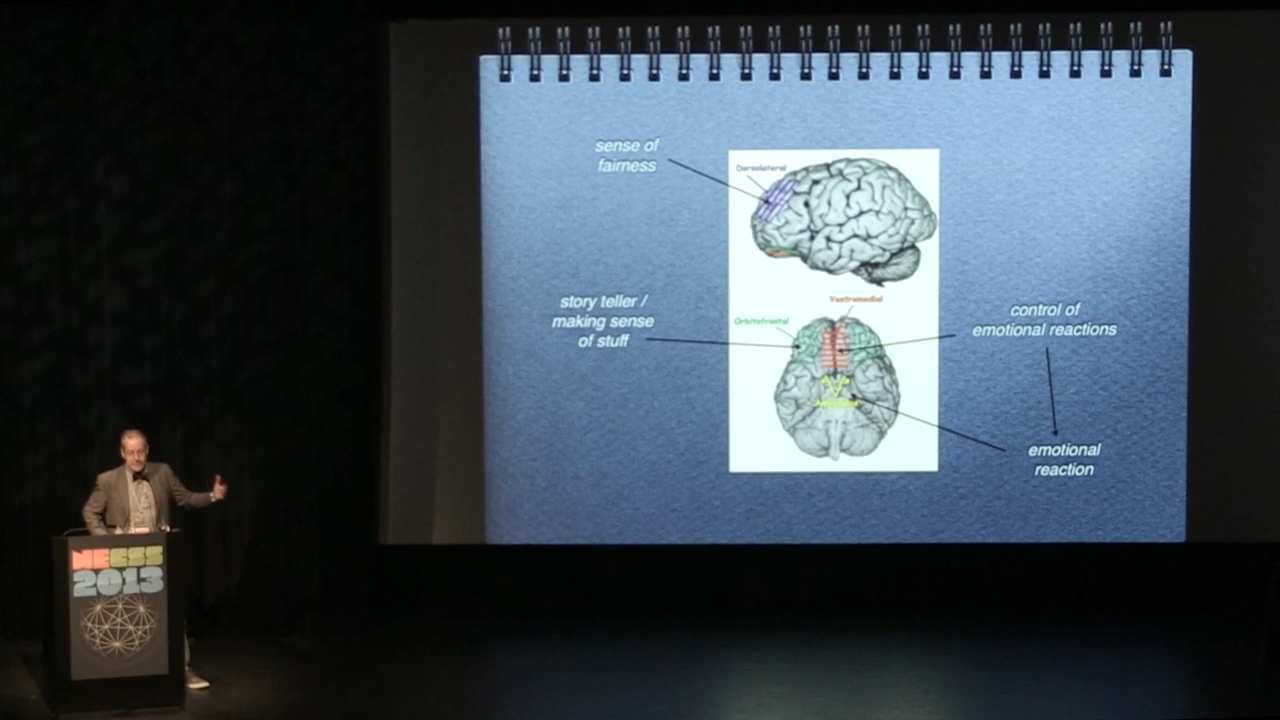 sense of
fairness
Dorsolateral
story teller /
making sense
of stuff
Ventromedial
Orbitofrontal
control of
emotional reactions
emotional
reaction
NECSS
2013